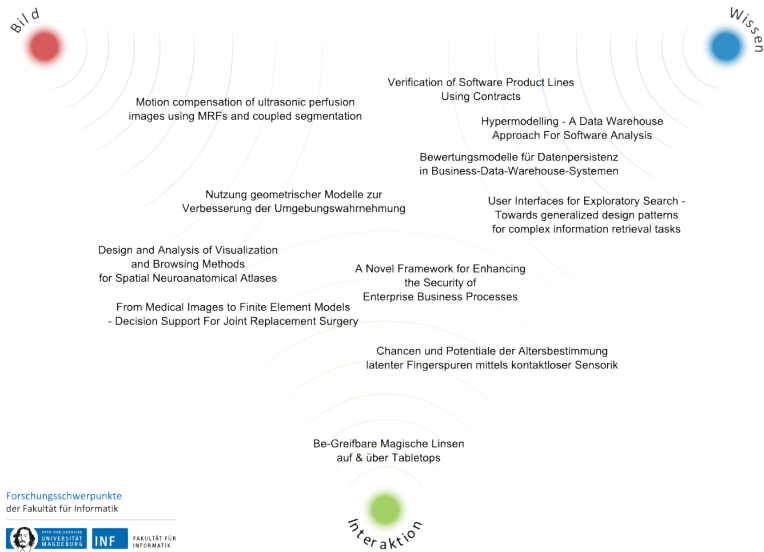 Bild
Wissen
Verification of Software Product Lines
Using Contracts
Motion compensation of ultrasonic perfusion
images using MRFs and coupled segmentation
Hypermodelling - A Data Warehouse
Approach For Software Analysis
Bewertungsmodelle für Datenpersistenz
in Business-Data-Warehouse-Systemen
Nutzung geometrischer Modelle zur
Verbesserung der Umgebungswahrnehmung
User Interfaces for Exploratory Search -
Towards generalized design patterns
for complex information retrieval tasks
Design and Analysis of Visualization
and Browsing Methods
for Spatial Neuroanatomical Atlases
A Novel Framework for Enhancing
the Security of
Enterprise Business Processes
From Medical Images to Finite Element Models
- Decision Support For Joint Replacement Surgery
Chancen und Potentiale der Altersbestimmung
latenter Fingerspuren mittels kontaktloser Sensorik
Be-Greifbare Magische Linsen
auf & über Tabletops
Interaktion
Forschungsschwerpunkte
der Fakultät für Informatik
OTTO VON GUERICKE
UNIVERSITÄT
MAGDEBURG
INF
FAKULTÄT FÜR
INFORMATIK